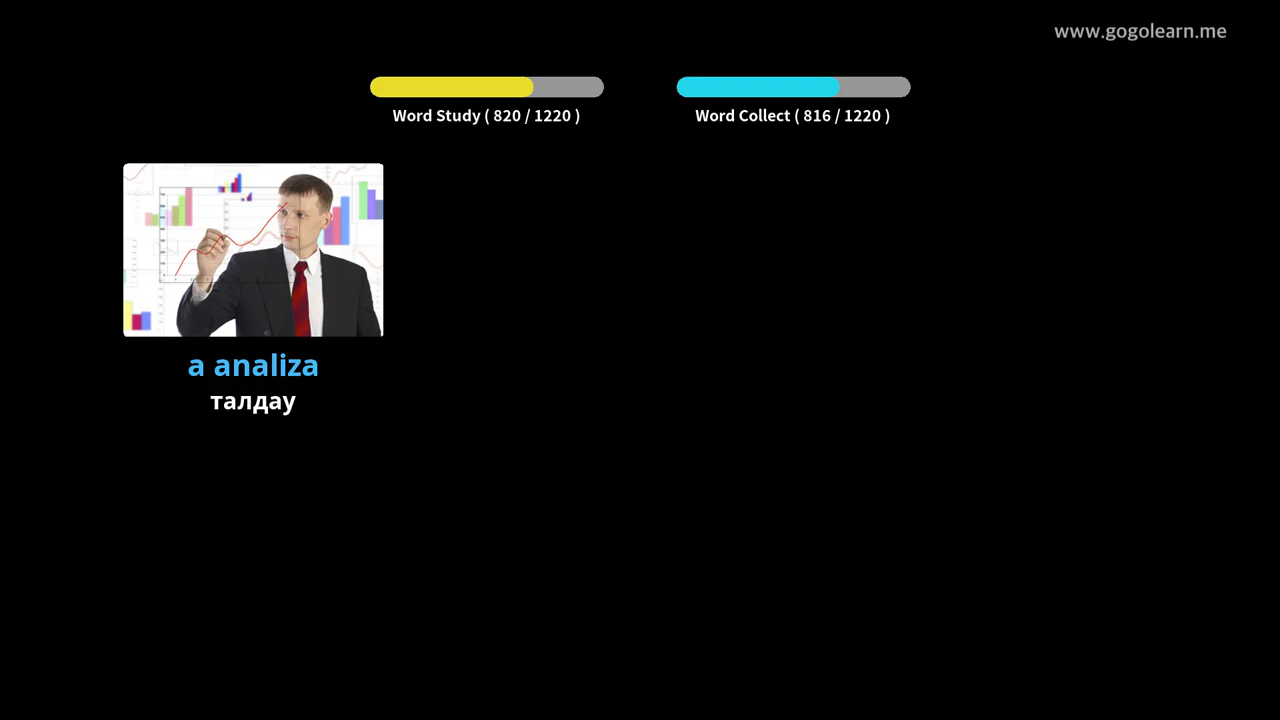 www.gogolearn.me
Word Study ( 820 / 1220 )
Word Collect ( 816 / 1220 )
a analiza
талдау